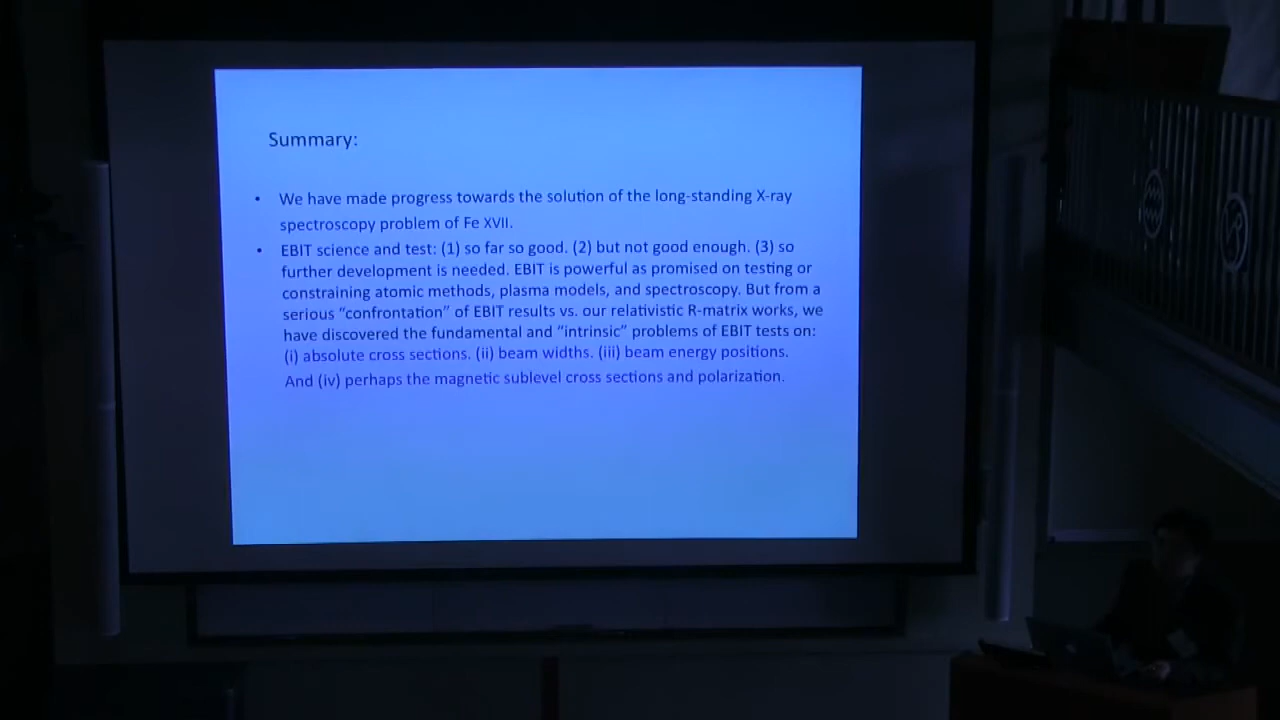 Summary:
• We have made progress towards the solution of the long-standing X-ray
spectroscopy problem of Fe XVII.
• EBIT science and test: (1) so far so good. (2) but not good enough. (3) so
further development is needed. EBIT is powerful as promised on testing or
constraining atomic methods, plasma models, and spectroscopy. But from a
serious “confrontation” of EBIT results vs. our relativistic R-matrix works, we
have discovered the fundamental and “intrinsic” problems of EBIT tests on:
(i) absolute cross sections. (ii) beam widths. (iii) beam energy positions.
And (iv) perhaps the magnetic sublevel cross sections and polarization.